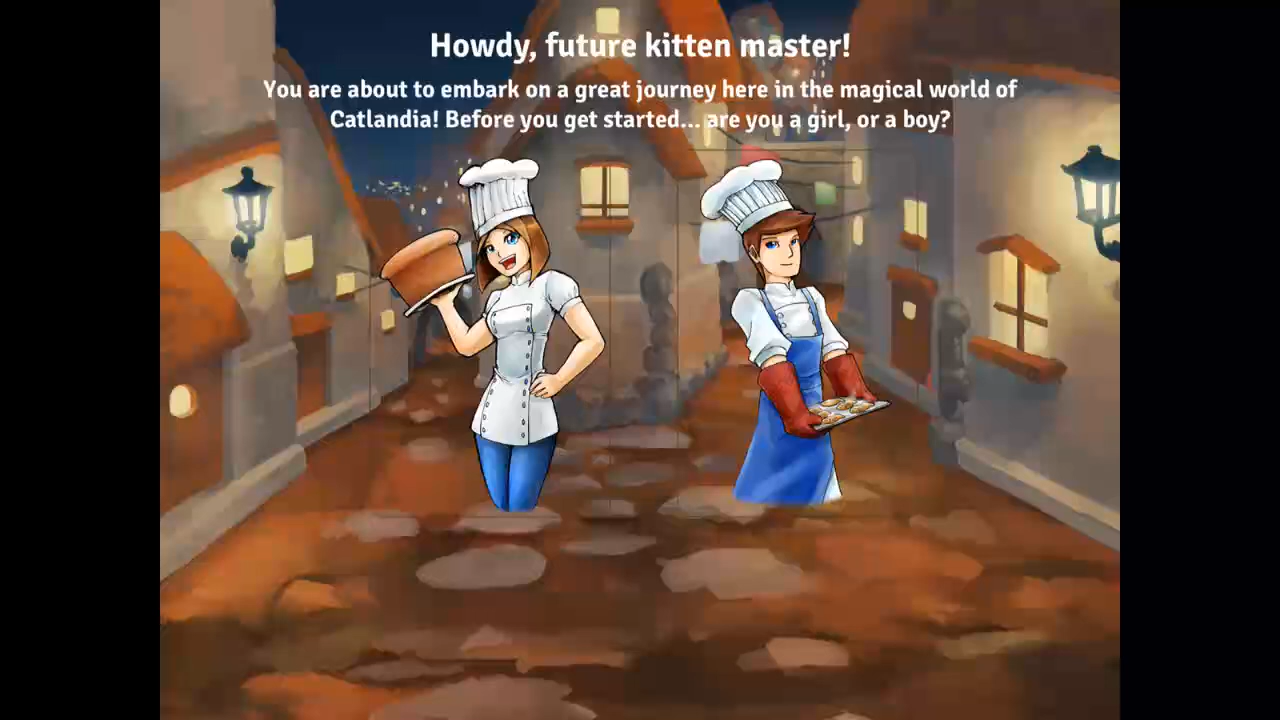 Howdy, future kitten master!
You are about to embark on a great journey here in the magical world of
Catlandia! Before you get started... are you a girl, or a boy?